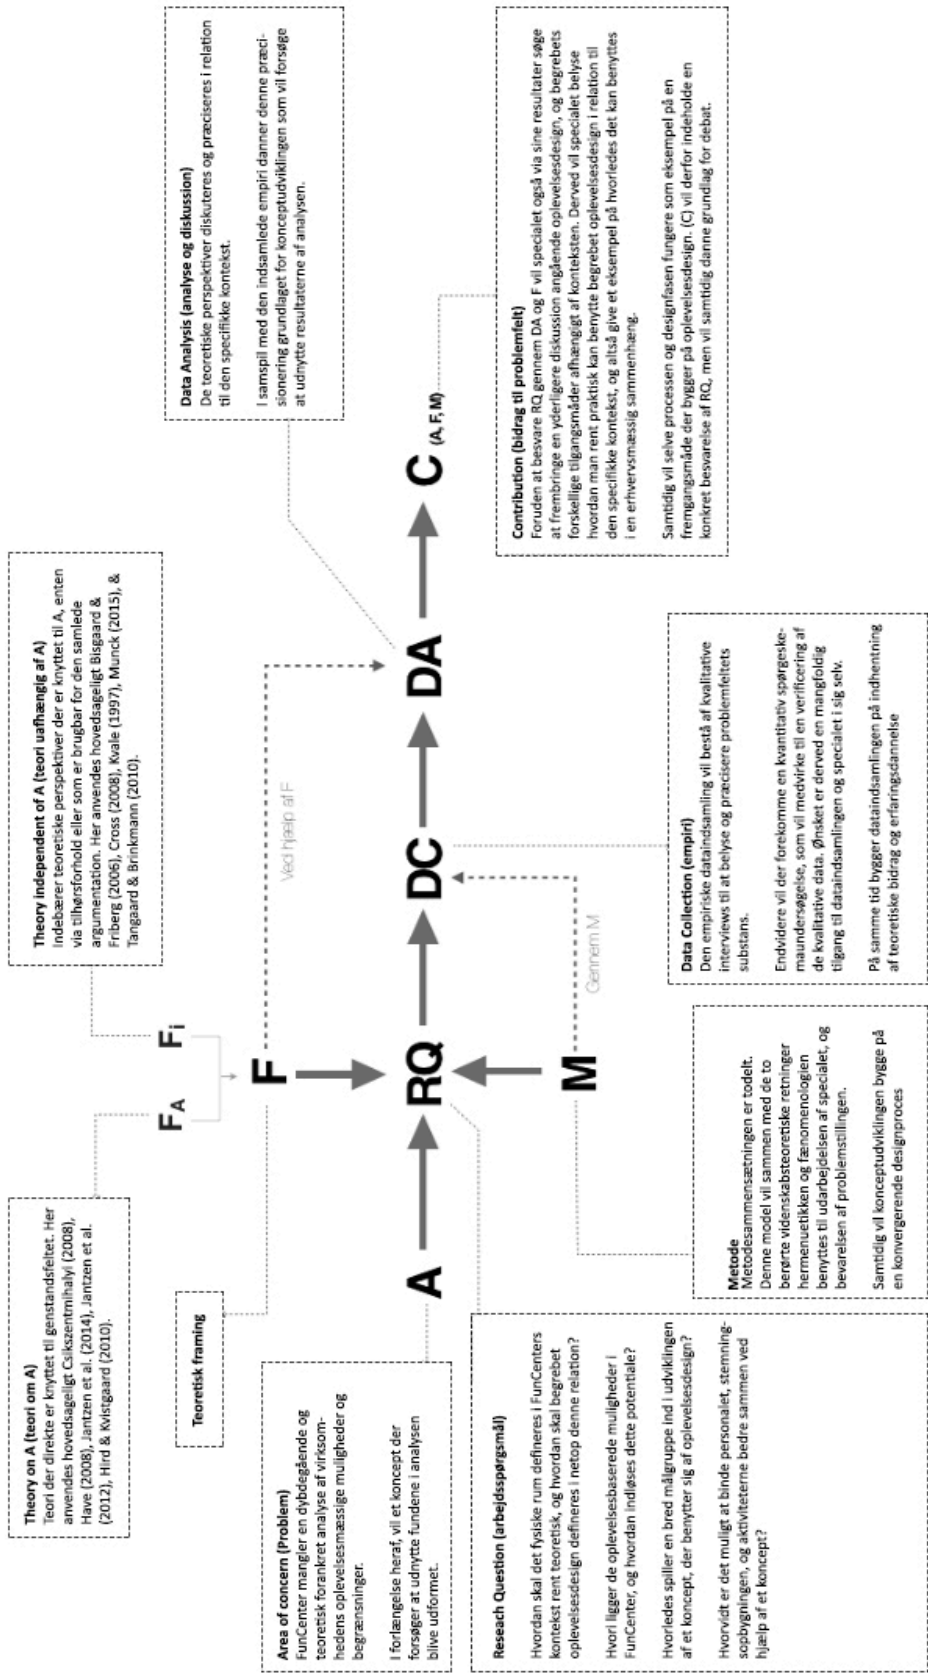 Theory on A (teori om A)
Teori der direkte er knyttet til genstandsfeltet. Her
anvendes hovedsageligt Csikszentmihalyi (2008),
Have (2008), Jantzen et al. (2014), Jantzen et al
(2012), Hird & Kvistgaard (2010).
Theory independent of A (teori uafhængig af A)
Indebærer teoretiske perspektiver der er knyttet til A, enten
via tilhørsforhold eller som er brugbar for den samlede
argumentation. Her anvendes hovedsageligt Bisgaard &
Friberg (2006), Cross (2008), Kvale (1997), Munck (2015), &
Tangaard & Brinkmann (2010).
Data Analysis (analyse og diskussion)
De teoretiske perspektiver diskuteres og præciseres i relation
til den specifikke kontekst.
I samspil med den indsamlede empiri danner denne præci-
sionering grundlaget for konceptudviklingen som vil forsøge
at udnytte resultaterne af analysen.
FA
Fi
Teoretisk framing
F
Ved hjælp af F
Area of concern (Problem)
FunCenter mangler en dybdegående og
teoretisk forankret analyse af virksom-
hedens oplevelsesmæssige muligheder og
begrænsninger.
I forlængelse heraf, vil et koncept der
forsøger at udnytte fundene i analysen
blive udformet.
A
RQ
DC
DA
C (A, F, M)
M
Gennem M
Reseach Question (arbejdsspørgsmål)
Hvordan skal det fysiske rum defineres i FunCenters
kontekst rent teoretisk, og hvordan skal begrebet
oplevelsesdesign defineres i netop denne relation?
Hvori ligger de oplevelsesbaserede muligheder i
FunCenter, og hvordan indløses dette potentiale?
Hvorledes spiller en bred målgruppe ind i udviklingen
af et koncept, der benytter sig af oplevelsesdesign?
Hvorvidt er det muligt at binde personalet, stemning-
sopbygningen, og aktiviteterne bedre sammen ved
hjælp af et koncept?
Metode
Metodesammensætningen er todelt.
Denne model vil sammen med de to
berørte videnskabsteoretiske retninger
hermenuetikken og fænomenologien
benyttes til udarbejdelsen af specialet, og
bevarelsen af problemstillingen.
Samtidig vil konceptudviklingen bygge på
en konvergerende designproces
Data Collection (empiri)
Den empiriske dataindsamling vil bestå af kvalitative
interviews til at belyse og præcisere problemfeltets
substans.
Endvidere vil der forekomme en kvantitativ spørgeske-
maundersøgelse, som vil medvirke til en verificering af
de kvalitative data. Ønsket er derved en mangfoldig
tilgang til dataindsamlingen og specialet i sig selv.
På samme tid bygger dataindsamlingen på indhentning
af teoretiske bidrag og erfaringsdannelse
Contribution (bidrag til problemfelt)
Foruden at besvare RQ gennem DA og F vil specialet også via sine resultater søge
at frembringe en yderligere diskussion angående oplevelsesdesign, og begrebets
forskellige tilgangsmåder afhængigt af konteksten. Derved vil specialet belyse
hvordan man rent praktisk kan benytte begrebet oplevelsesdesign i relation til
den specifikke kontekst, og altså give et eksempel på hvorledes det kan benyttes
i en erhvervsmæssig sammenhæng.
Samtidig vil selve processen og designfasen fungere som eksempel på en
fremgangsmåde der bygger på oplevelsesdesign. (C) vil derfor indeholde en
konkret besvarelse af RQ, men vil samtidig danne grundlag for debat.